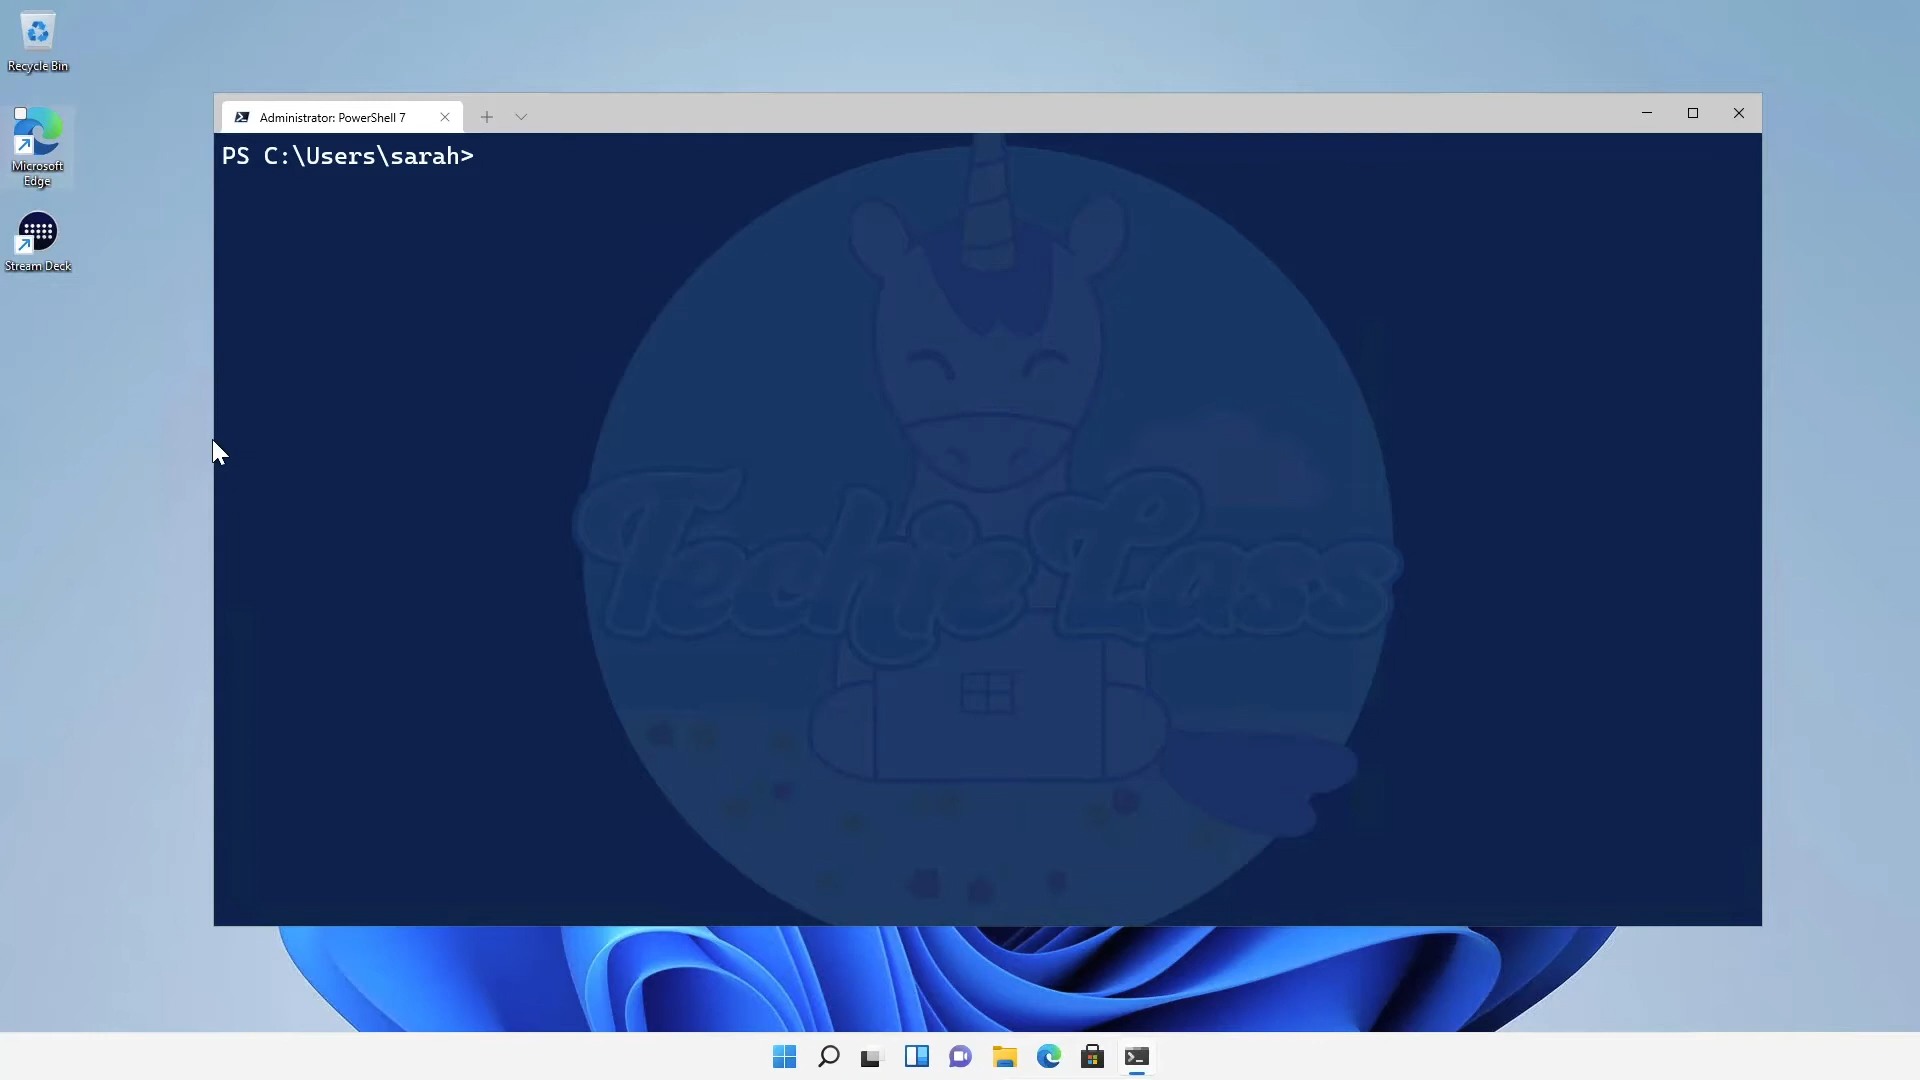 Recycle Bin
Microsoft
Edge
Stream Deck
Administrator: PowerShell 7
PS C:\Users\sarah>
Techie Lass